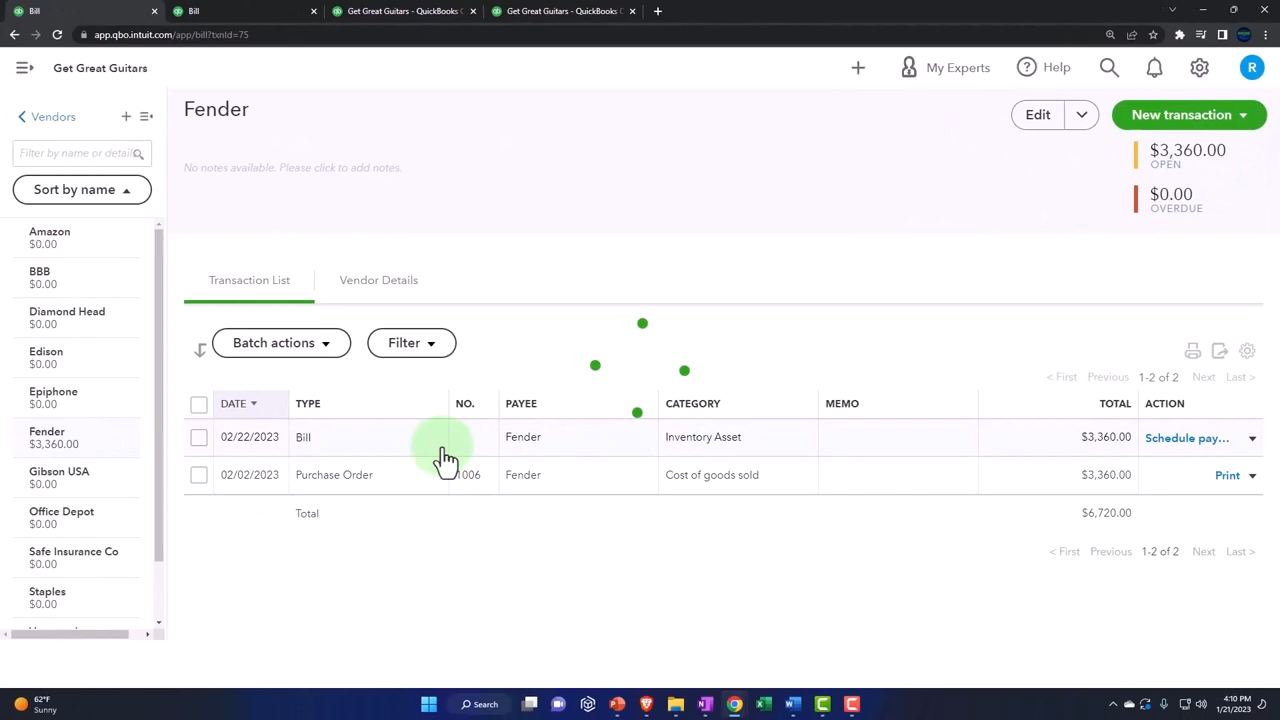 Bill
Bill
Get Great Guitars - QuickBooks C
Get Great Guitars - QuickBooks C
app.qbo.intuit.com/app/bill?txnId=75
Get Great Guitars
My Experts
Help
R
Vendors
Filter by name or detail
Sort by name
Amazon
$0.00
BBB
$0.00
Diamond Head
$0.00
Edison
$0.00
Epiphone
$0.00
Fender
$3,360.00
Gibson USA
$0.00
Office Depot
$0.00
Safe Insurance Co
$0.00
Staples
$0.00
Fender
Edit
New transaction
No notes available. Please click to add notes.
$3,360.00
OPEN
$0.00
OVERDUE
Transaction List
Vendor Details
Batch actions
Filter
< First Previous 1-2 of 2 Next Last >
DATE TYPE NO. PAYEE CATEGORY MEMO TOTAL ACTION
02/22/2023 Bill Fender Inventory Asset $3,360.00 Schedule pay...
02/02/2023 Purchase Order 1006 Fender Cost of goods sold $3,360.00 Print
Total $6,720.00
< First Previous 1-2 of 2 Next Last >
62°F
Sunny
Search
4:10 PM
1/21/2023